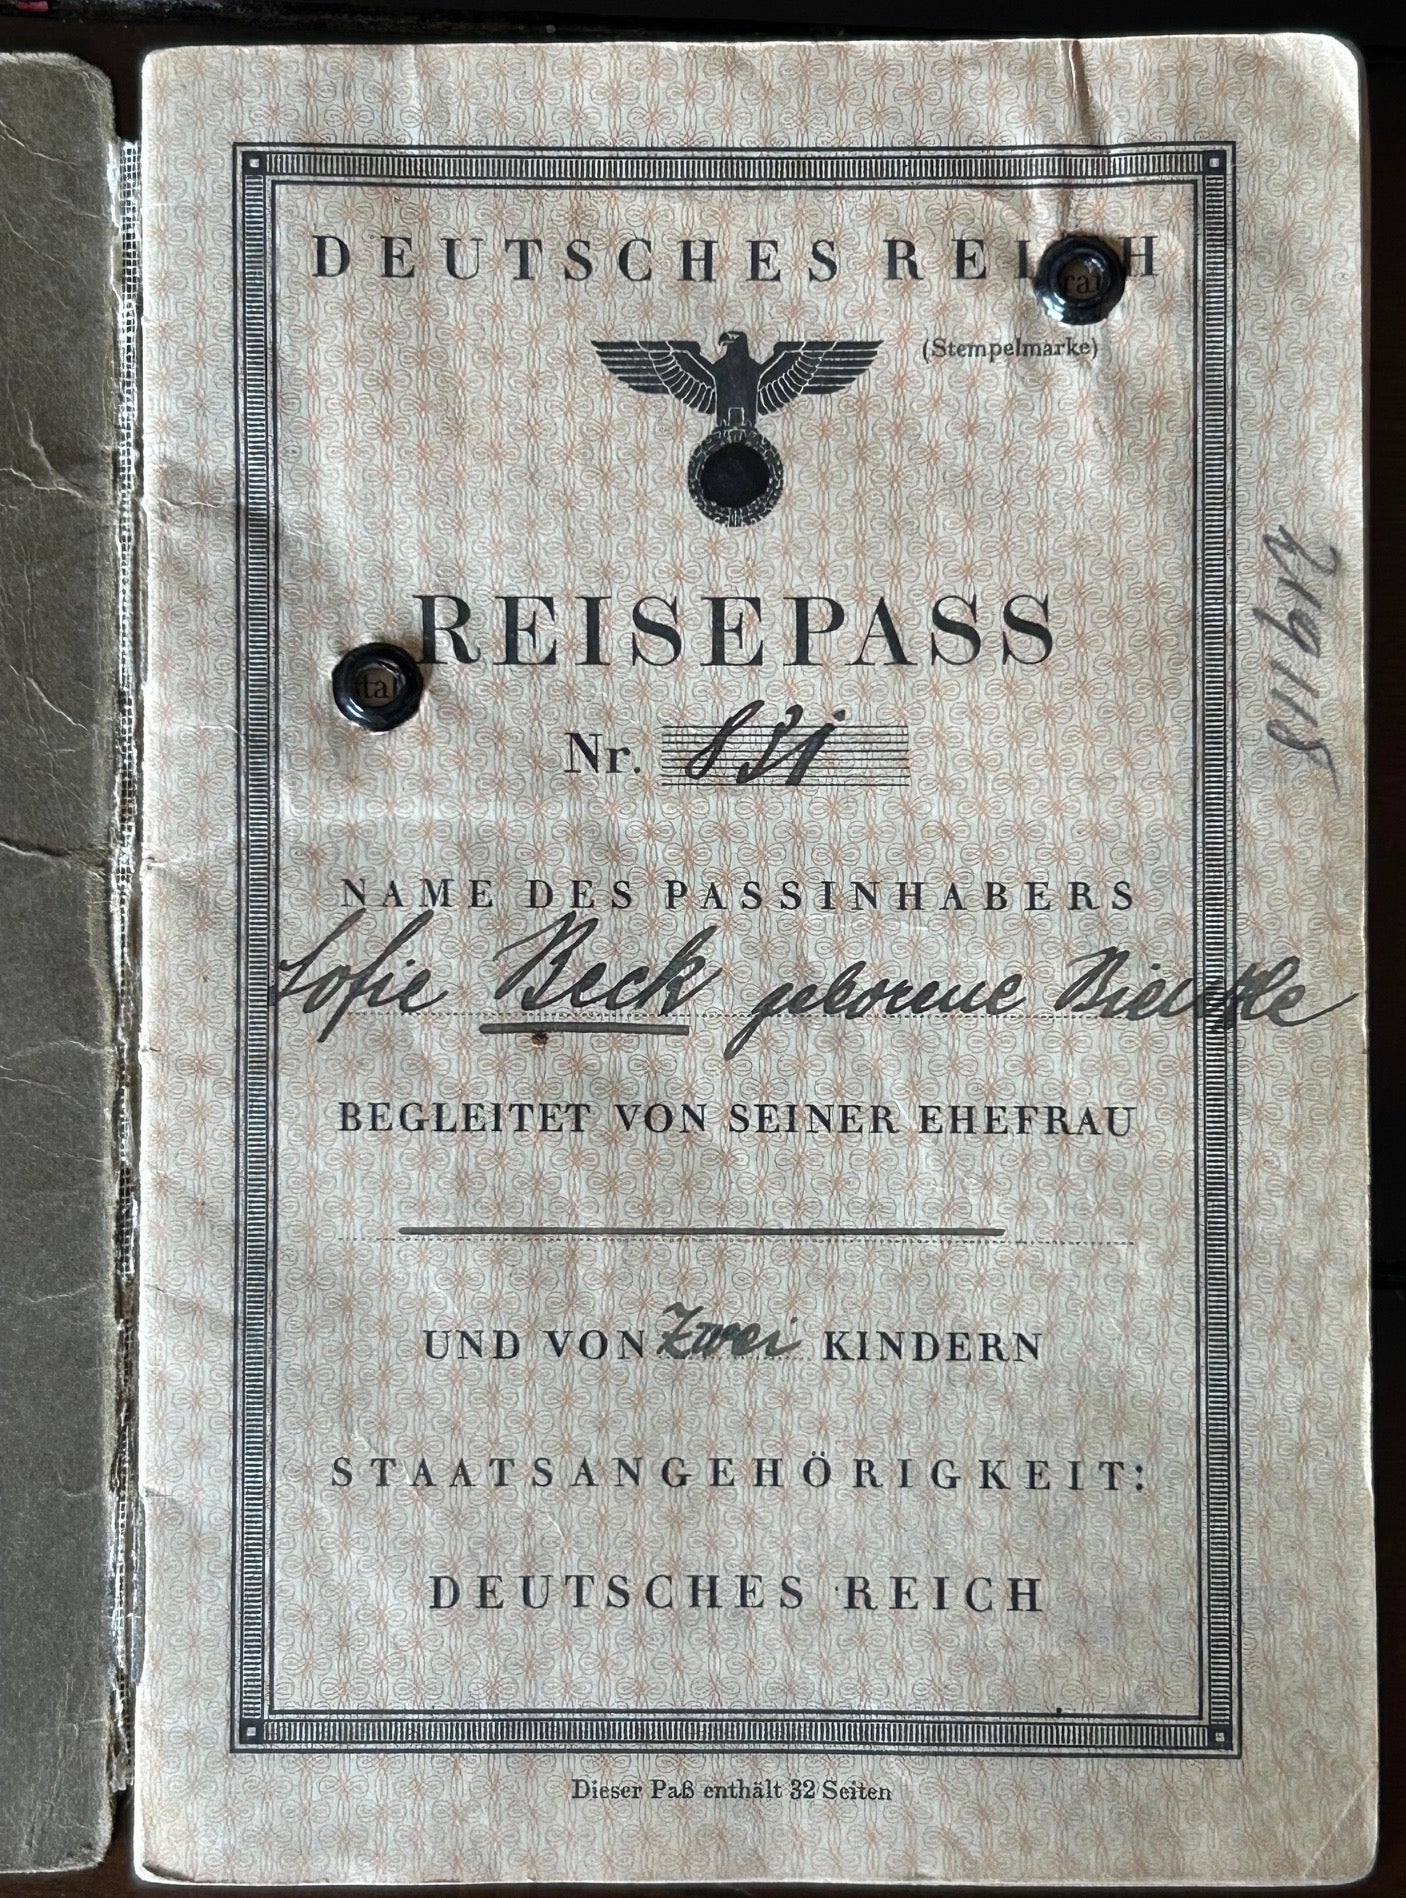 DEUTSCHES REICH
(Stempelmarke)
REISEPASS
Nr. 831
NAME DES PASSINHABERS
Sofie Beck geborene
BEGLEITET VON SEINER EHEFRAU
UND VON Zwei KINDERN
STAATSANGEHÖRIGKEIT:
DEUTSCHES REICH
Dieser Paß enthält 32 Seiten